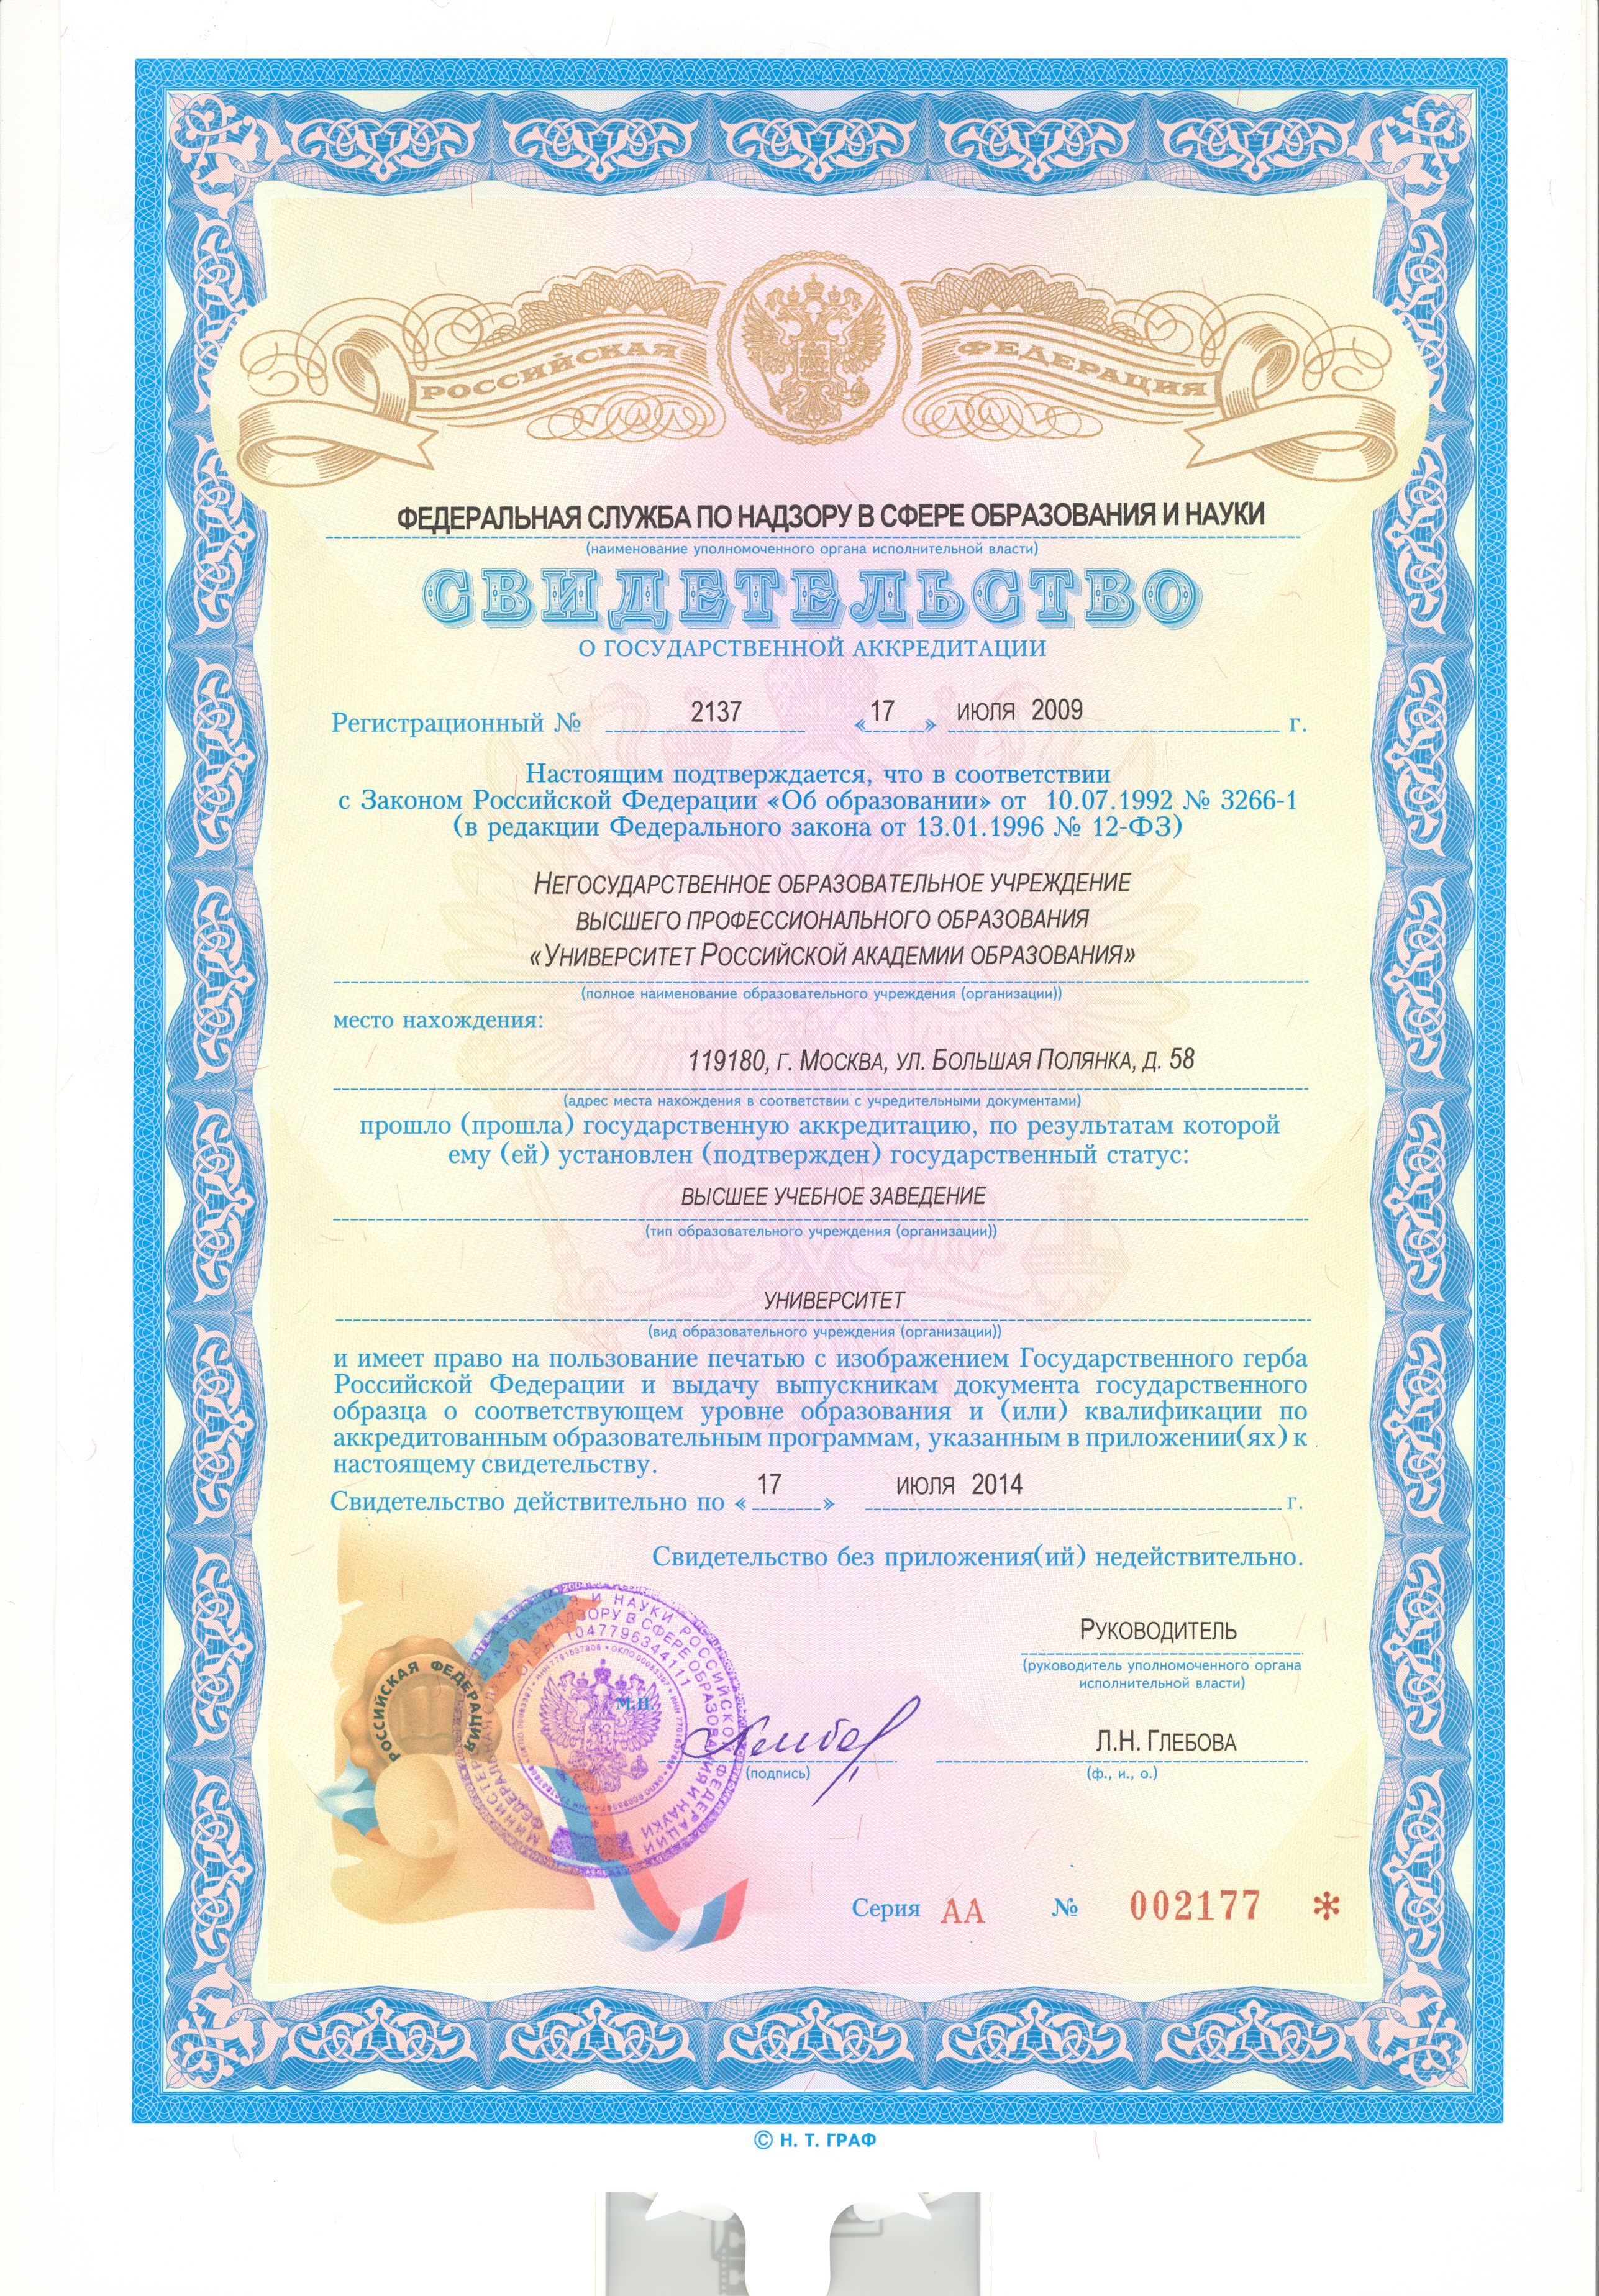 РОССИЙСКАЯ ФЕДЕРАЦИЯ
ФЕДЕРАЛЬНАЯ СЛУЖБА ПО НАДЗОРУ В СФЕРЕ ОБРАЗОВАНИЯ И НАУКИ
(наименование уполномоченного органа исполнительной власти)
СВИДЕТЕЛЬСТВО
О ГОСУДАРСТВЕННОЙ АККРЕДИТАЦИИ
Регистрационный № 2137 «17» ИЮЛЯ 2009 г.
Настоящим подтверждается, что в соответствии
с Законом Российской Федерации «Об образовании» от 10.07.1992 № 3266-1
(в редакции Федерального закона от 13.01.1996 № 12-ФЗ)
НЕГОСУДАРСТВЕННОЕ ОБРАЗОВАТЕЛЬНОЕ УЧРЕЖДЕНИЕ
ВЫСШЕГО ПРОФЕССИОНАЛЬНОГО ОБРАЗОВАНИЯ
«УНИВЕРСИТЕТ РОССИЙСКОЙ АКАДЕМИИ ОБРАЗОВАНИЯ»
(полное наименование образовательного учреждения (организации))
место нахождения:
119180, Г. МОСКВА, УЛ. БОЛЬШАЯ ПОЛЯНКА, Д. 58
(адрес места нахождения в соответствии с учредительными документами)
прошло (прошла) государственную аккредитацию, по результатам которой
ему (ей) установлен (подтвержден) государственный статус:
ВЫСШЕЕ УЧЕБНОЕ ЗАВЕДЕНИЕ
(тип образовательного учреждения (организации))
УНИВЕРСИТЕТ
(вид образовательного учреждения (организации))
и имеет право на пользование печатью с изображением Государственного герба
Российской Федерации и выдачу выпускникам документа государственного
образца о соответствующем уровне образования и (или) квалификации по
аккредитованным образовательным программам, указанным в приложении(ях) к
настоящему свидетельству.
Свидетельство действительно по «17» ИЮЛЯ 2014 г.
Свидетельство без приложения(ий) недействительно.
РУКОВОДИТЕЛЬ
(руководитель уполномоченного органа
исполнительной власти)
РОССИЙСКАЯ ФЕДЕРАЦИЯ
ОГРН 1047796344111
М.П.
Л.Н. ГЛЕБОВА
(подпись) (ф., и., о.)
Серия АА № 002177 *
© Н. Т. ГРАФ